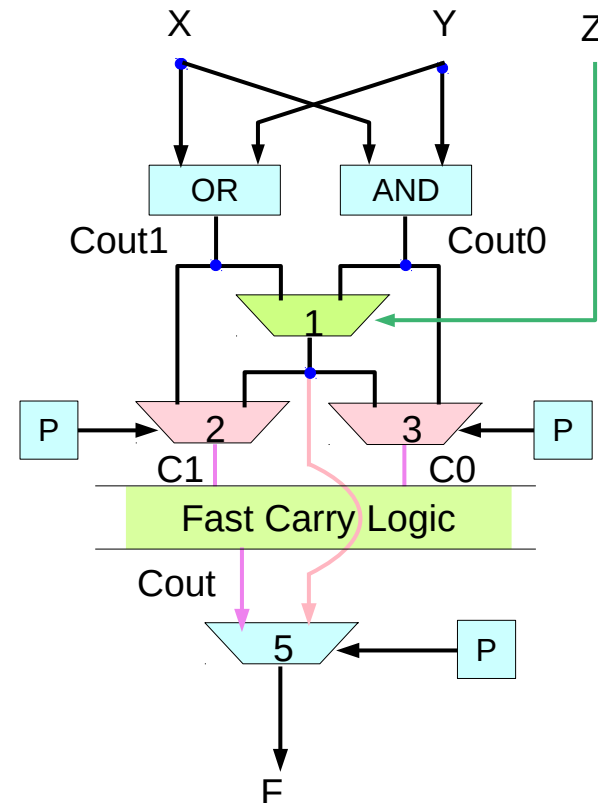 X Y Z
OR AND
Cout1 Cout0
1
P 2 3 P
C1 C0
Fast Carry Logic
Cout
5 P
F